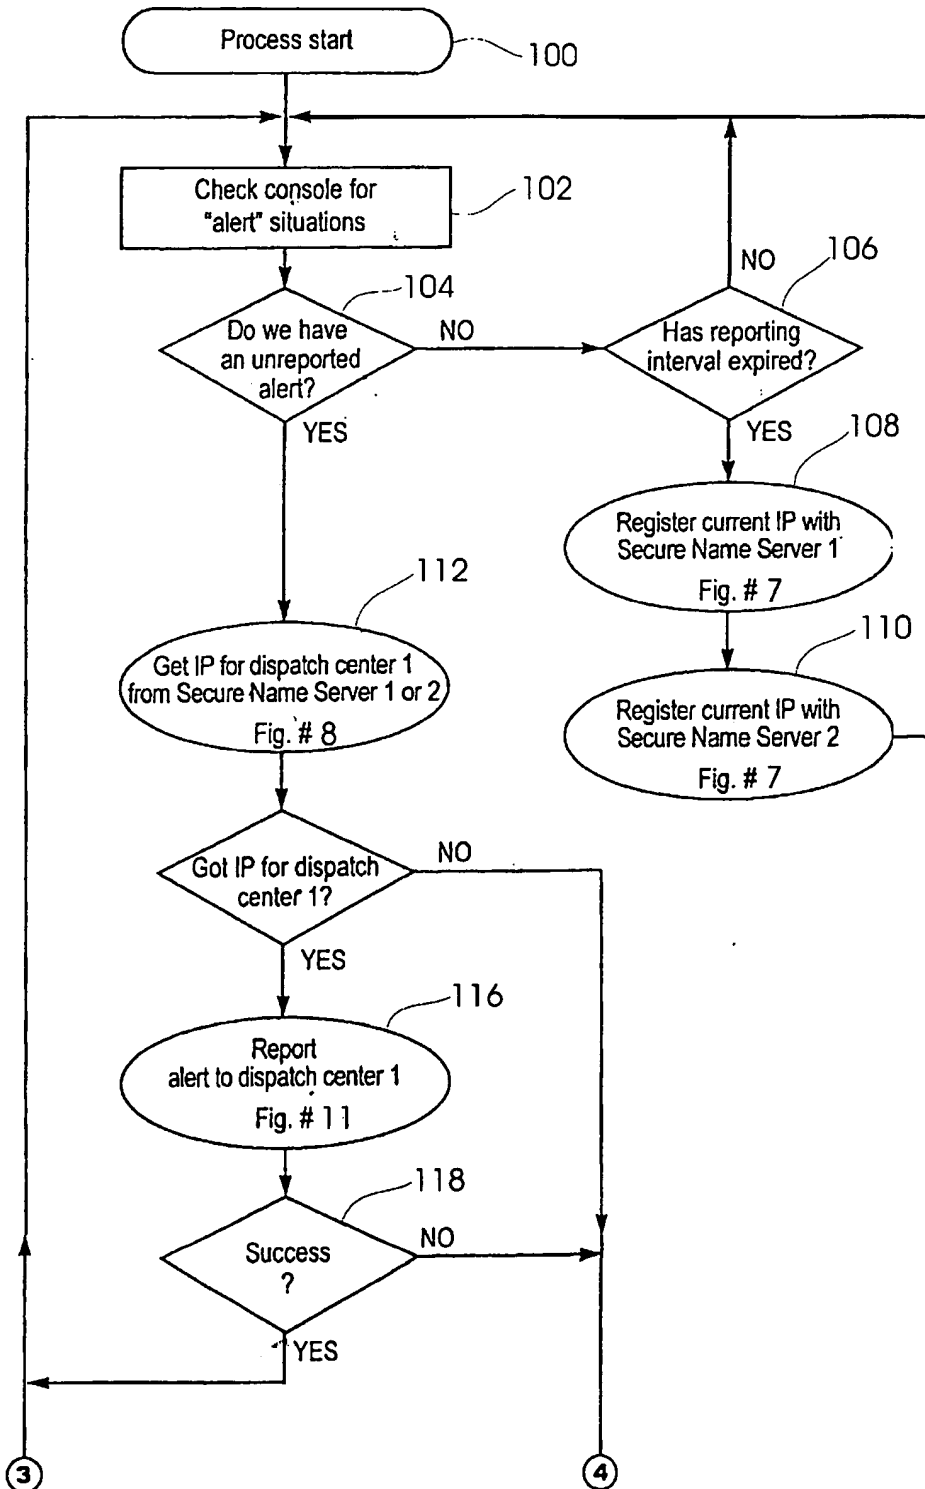 Process start
100
Check console for
"alert" situations
102
NO
106
104
Do we have
an unreported
alert?
NO
Has reporting
interval expired?
YES
YES
108
Register current IP with
Secure Name Server 1
Fig. # 7
112
110
Get IP for dispatch center 1
from Secure Name Server 1 or 2
Fig. # 8
Register current IP with
Secure Name Server 2
Fig. # 7
Got IP for dispatch
center 1?
NO
YES
116
Report
alert to dispatch center 1
Fig. # 11
118
Success
?
NO
YES
3
4